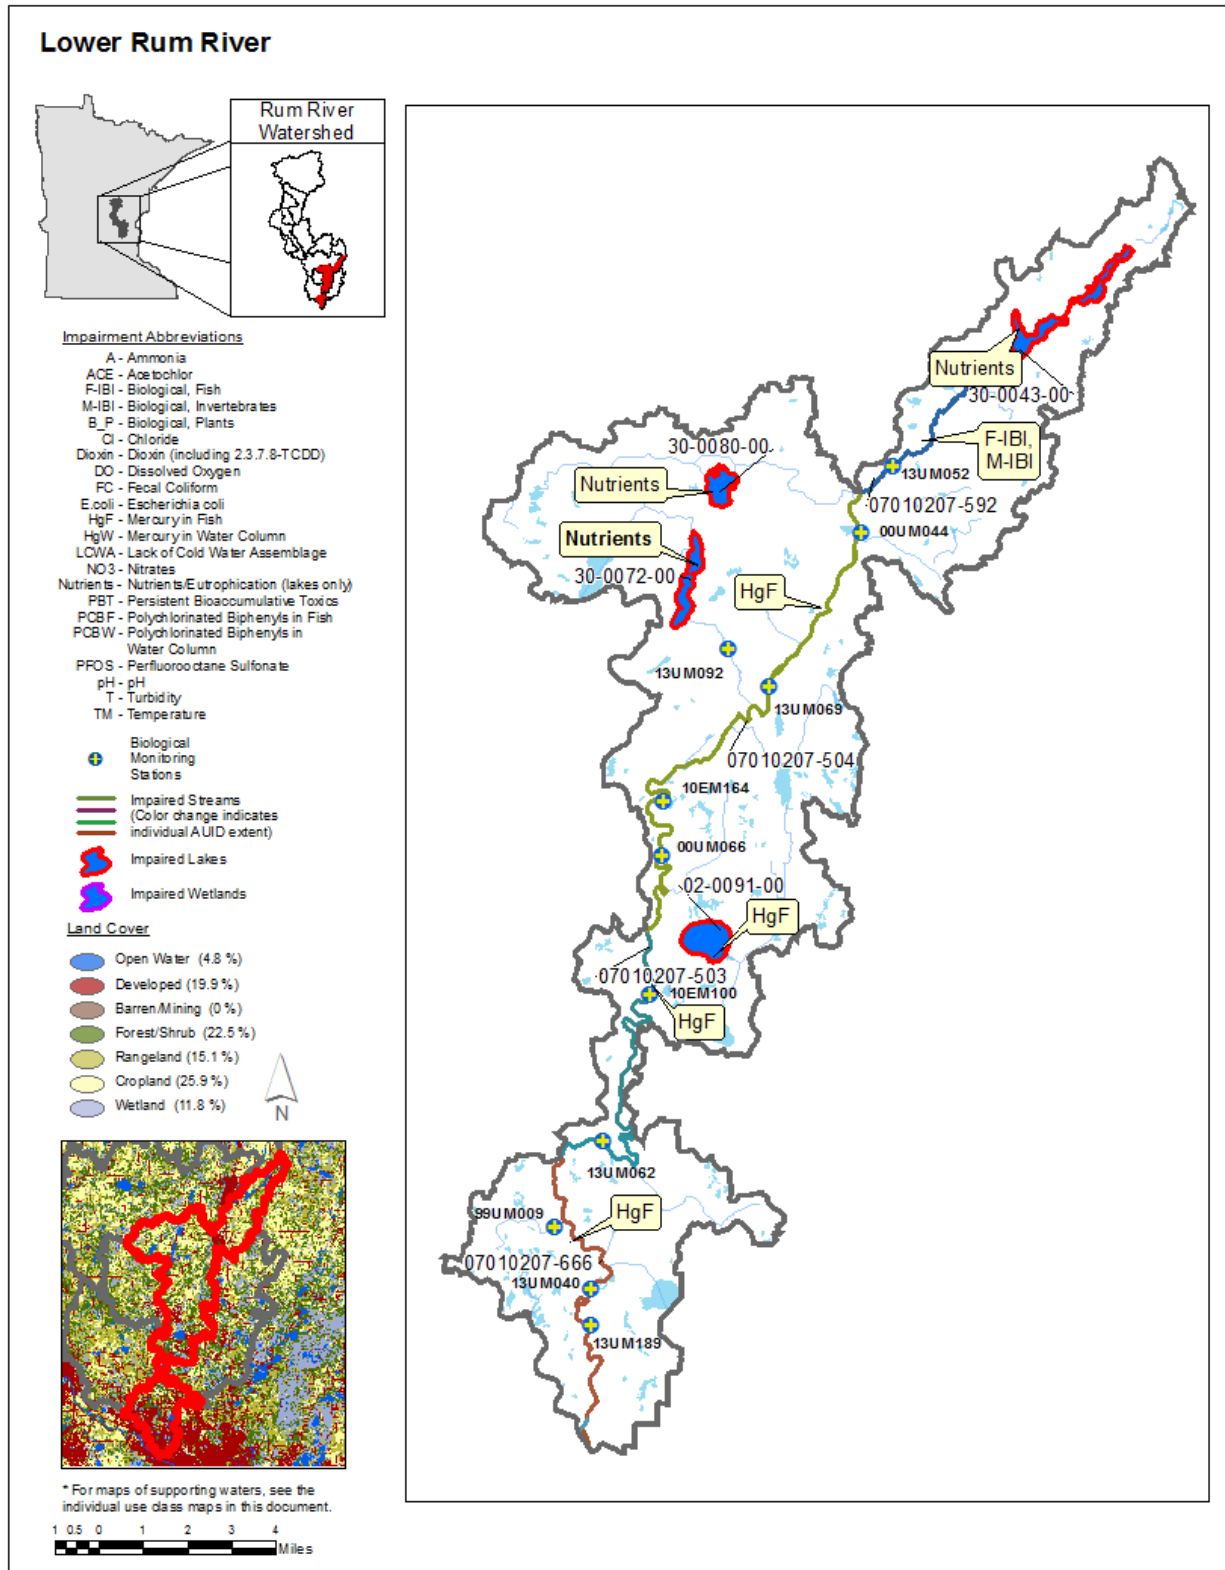 Lower Rum River
Rum River
Watershed
Impairment Abbreviations
A - Ammonia
ACE - Acetochlor
F-IBI - Biological, Fish
M-IBI - Biological, Invertebrates
B_P - Biological, Plants
Cl - Chloride
Dioxin - Dioxin (including 2.3.7.8-TCDD)
DO - Dissolved Oxygen
FC - Fecal Coliform
E.coli - Escherichia coli
HgF - Mercury in Fish
HgW - Mercury in Water Column
LCWA - Lack of Cold Water Assemblage
NO3 - Nitrates
Nutrients - Nutrients/Eutrophication (lakes only)
PBT - Persistent Bioaccumulative Toxics
PCBF - Polychlorinated Biphenyls in Fish
PCBW - Polychlorinated Biphenyls in
Water Column
PFOS - Perfluorooctane Sulfonate
pH - pH
T - Turbidity
TM - Temperature
Biological
Monitoring
Stations
Impaired Streams
(Color change indicates
individual AUID extent)
Impaired Lakes
Impaired Wetlands
Land Cover
Open Water (4.8 %)
Developed (19.9 %)
Barren/Mining (0 %)
Forest/Shrub (22.5 %)
Rangeland (15.1 %)
Cropland (25.9 %)
Wetland (11.8 %)
N
* For maps of supporting waters, see the
individual use class maps in this document.
1 0.5 0 1 2 3 4
Miles
Nutrients
30-0043-00
F-IBI,
M-IBI
13UM052
07010207-592
00UM044
30-0080-00
Nutrients
Nutrients
30-0072-00
HgF
13UM092
13UM069
07010207-504
10EM164
00UM066
02-0091-00
HgF
07010207-503
10EM100
HgF
13UM062
99UM009
HgF
07010207-666
13UM040
13UM189